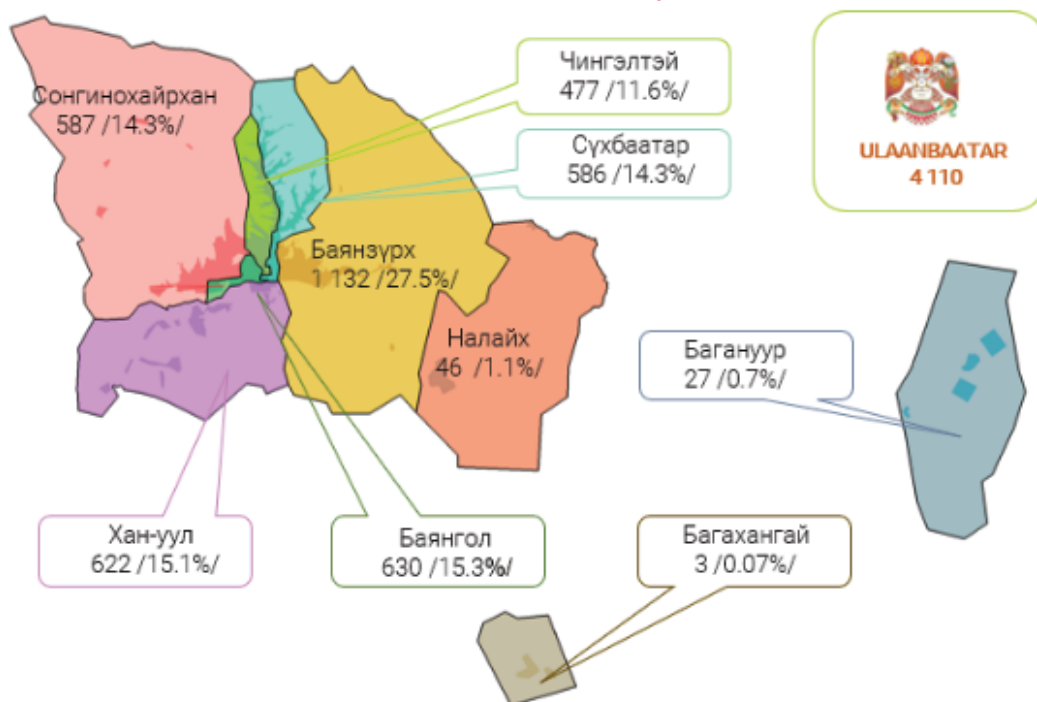 Чингэлтэй
477 /11.6%/
ULAANBAATAR
4 110
Сонгинохайрхан
587 /14.3%/
Сүхбаатар
586 /14.3%/
Баянзүрх
1 132 /27.5%/
Налайх
46 /1.1%/
Багануур
27 /0.7%/
Хан-уул
622 /15.1%/
Баянгол
630 /15.3%/
Багахангай
3 /0.07%/